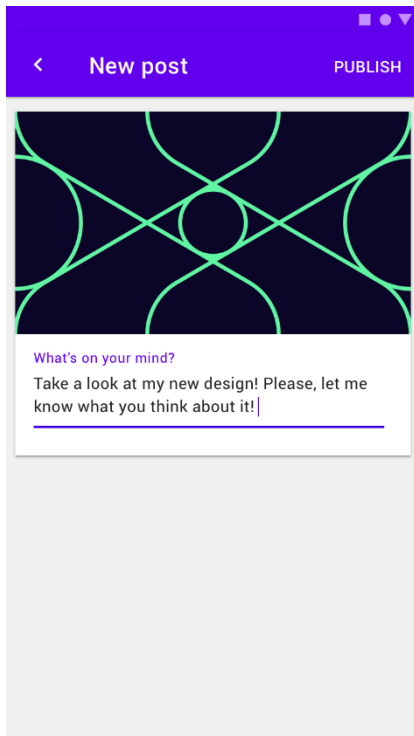 New post
PUBLISH
What's on your mind?
Take a look at my new design! Please, let me
know what you think about it!